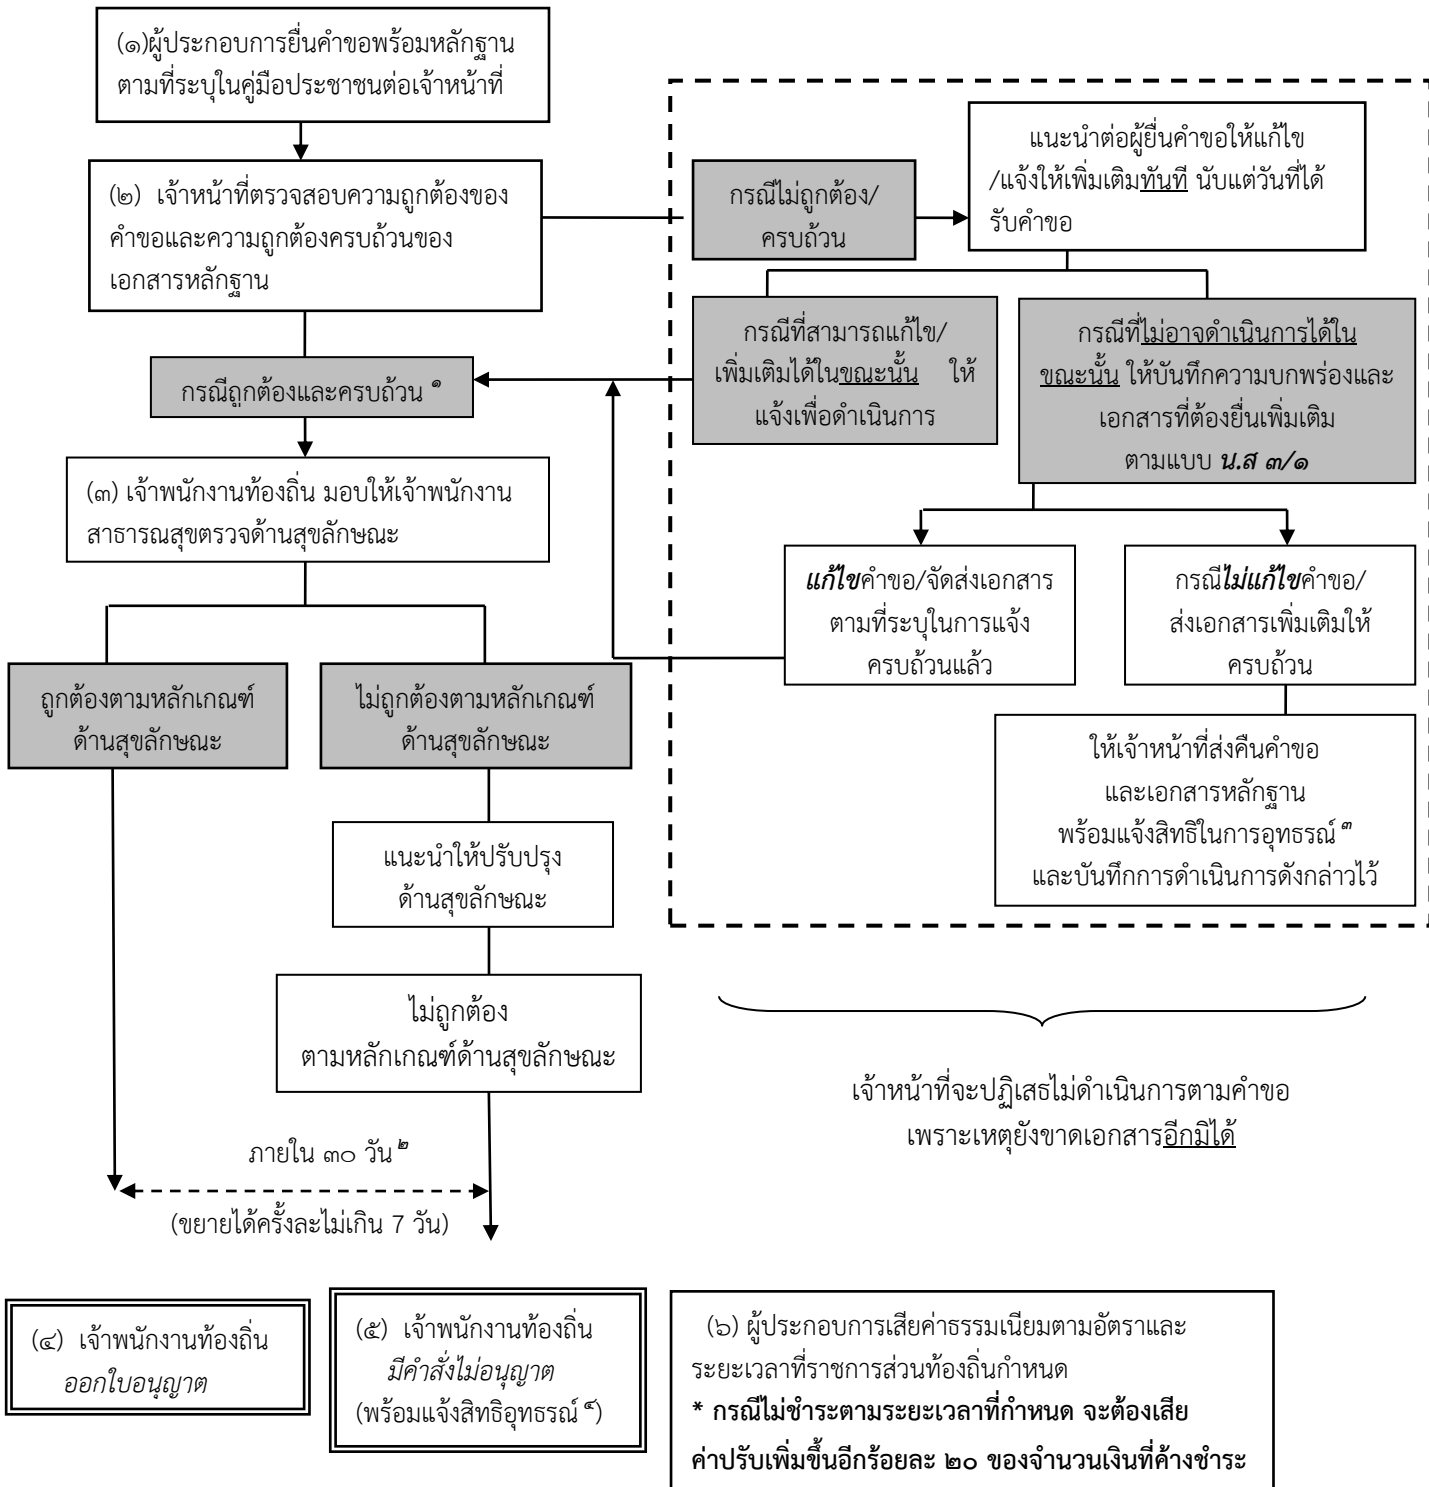 (๑)ผู้ประกอบการยื่นคำขอพร้อมหลักฐาน
ตามที่ระบุในคู่มือประชาชนต่อเจ้าหน้าที่
(๒) เจ้าหน้าที่ตรวจสอบความถูกต้องของ
คำขอและความถูกต้องครบถ้วนของ
เอกสารหลักฐาน
กรณีไม่ถูกต้อง/
ครบถ้วน
แนะนำต่อผู้ยื่นคำขอให้แก้ไข
/แจ้งให้เพิ่มเติมทันที นับแต่วันที่ได้
รับคำขอ
กรณีถูกต้องและครบถ้วน ๑
กรณีที่สามารถแก้ไข/
เพิ่มเติมได้ในขณะนั้น ให้
แจ้งเพื่อดำเนินการ
กรณีที่ไม่อาจดำเนินการได้ใน
ขณะนั้น ให้บันทึกความบกพร่องและ
เอกสารที่ต้องยื่นเพิ่มเติม
ตามแบบ น.ส ๓/๑
(๓) เจ้าพนักงานท้องถิ่น มอบให้เจ้าพนักงาน
สาธารณสุขตรวจด้านสุขลักษณะ
แก้ไขคำขอ/จัดส่งเอกสาร
ตามที่ระบุในการแจ้ง
ครบถ้วนแล้ว
กรณีไม่แก้ไขคำขอ/
ส่งเอกสารเพิ่มเติมให้
ครบถ้วน
ถูกต้องตามหลักเกณฑ์
ด้านสุขลักษณะ
ไม่ถูกต้องตามหลักเกณฑ์
ด้านสุขลักษณะ
ให้เจ้าหน้าที่ส่งคืนคำขอ
และเอกสารหลักฐาน
พร้อมแจ้งสิทธิในการอุทธรณ์ ๓
และบันทึกการดำเนินการดังกล่าวไว้
แนะนำให้ปรับปรุง
ด้านสุขลักษณะ
ไม่ถูกต้อง
ตามหลักเกณฑ์ด้านสุขลักษณะ
เจ้าหน้าที่จะปฏิเสธไม่ดำเนินการตามคำขอ
เพราะเหตุยังขาดเอกสารอีกมิได้
ภายใน ๓๐ วัน ๒
(ขยายได้ครั้งละไม่เกิน 7 วัน)
(๔) เจ้าพนักงานท้องถิ่น
ออกใบอนุญาต
(๕) เจ้าพนักงานท้องถิ่น
มีคำสั่งไม่อนุญาต
(พร้อมแจ้งสิทธิอุทธรณ์ ๔)
(๖) ผู้ประกอบการเสียค่าธรรมเนียมตามอัตราและ
ระยะเวลาที่ราชการส่วนท้องถิ่นกำหนด
* กรณีไม่ชำระตามระยะเวลาที่กำหนด จะต้องเสีย
ค่าปรับเพิ่มขึ้นอีกร้อยละ ๒๐ ของจำนวนเงินที่ค้างชำระ